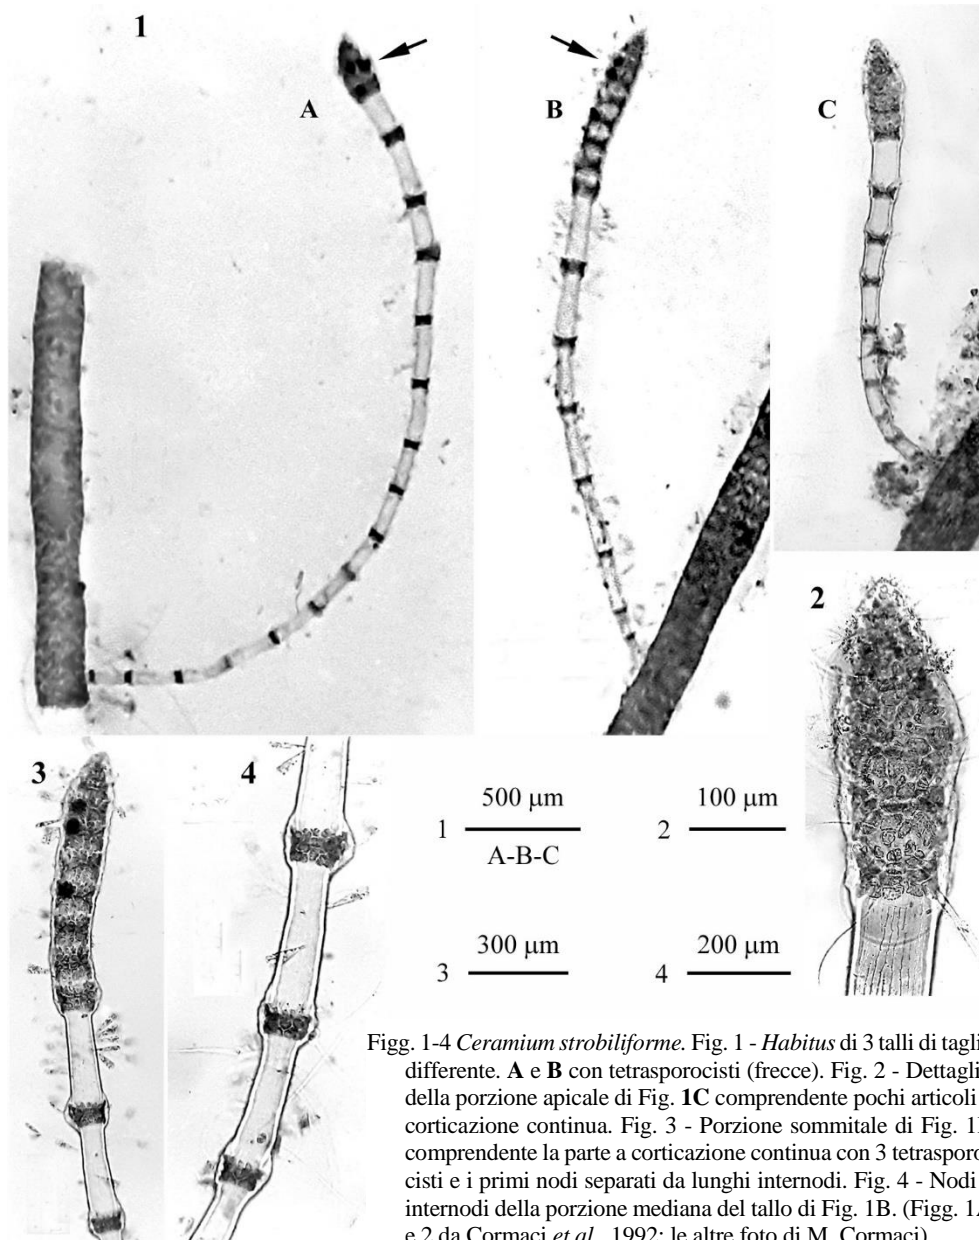 1
A
B
C
2
3
4
500 µm
1
A-B-C
100 µm
2
300 µm
3
200 µm
4
Figg. 1-4 Ceramium strobiliforme. Fig. 1 - Habitus di 3 talli di tagli
differente. A e B con tetrasporocisti (frecce). Fig. 2 - Dettagli
della porzione apicale di Fig. 1C comprendente pochi articoli
corticazione continua. Fig. 3 - Porzione sommitale di Fig.
comprendente la parte a corticazione continua con 3 tetrasporo
cisti e i primi nodi separati da lunghi internodi. Fig. 4 - Nodi
internodi della porzione mediana del tallo di Fig. 1B. (Figg. 1A
e 2 da Cormaci et al., 1992; le altre foto di M. Cormaci)